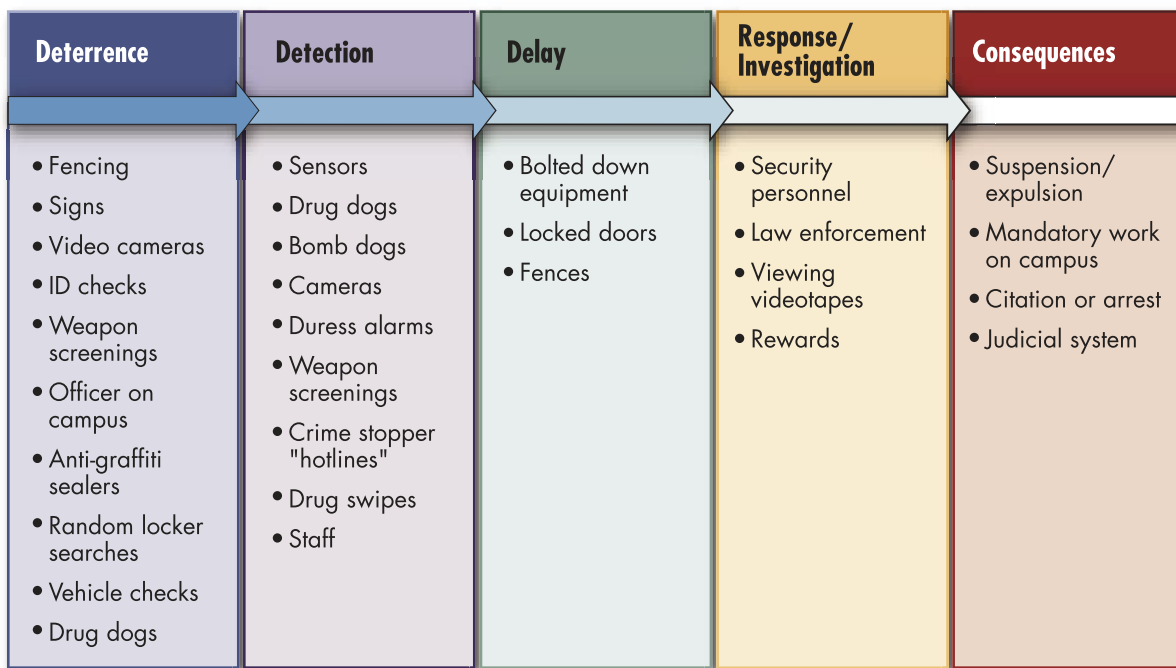 Deterrence
• Fencing
• Signs
• Video cameras
• ID checks
• Weapon
screenings
• Officer on
campus
• Anti-graffiti
sealers
• Random locker
searches
• Vehicle checks
• Drug dogs
Detection
• Sensors
• Drug dogs
• Bomb dogs
• Cameras
• Duress alarms
• Weapon
screenings
• Crime stopper
"hotlines"
• Drug swipes
• Staff
Delay
• Bolted down
equipment
• Locked doors
• Fences
Response/
Investigation
• Security
personnel
• Law enforcement
• Viewing
videotapes
• Rewards
Consequences
• Suspension/
expulsion
• Mandatory work
on campus
• Citation or arrest
• Judicial system